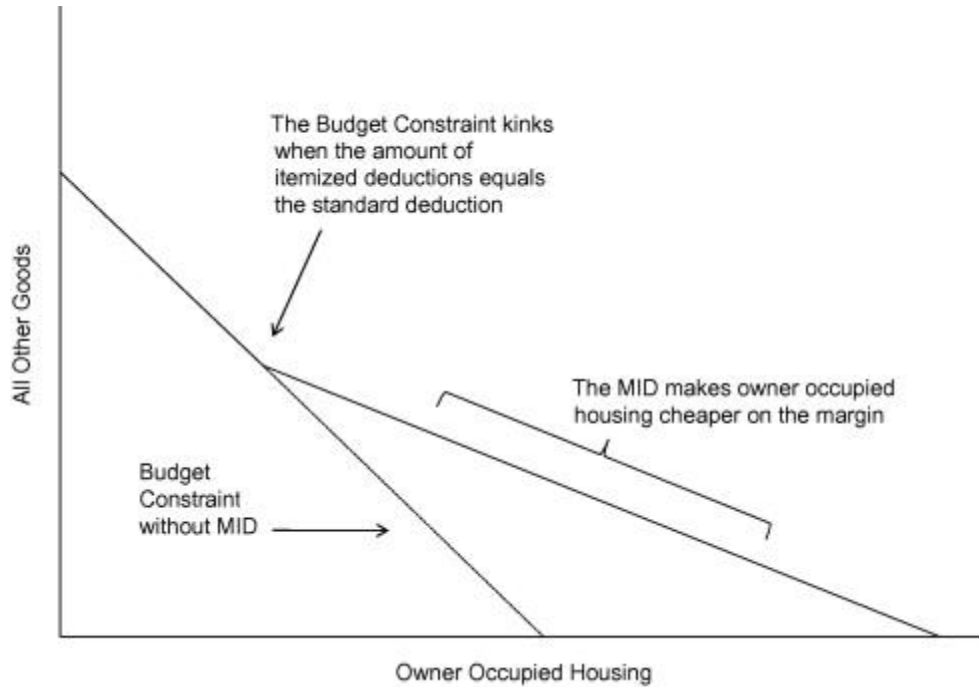 The Budget Constraint kinks
when the amount of
itemized deductions equals
the standard deduction
All Other Goods
The MID makes owner occupied
housing cheaper on the margin
Budget
Constraint
without MID
Owner Occupied Housing